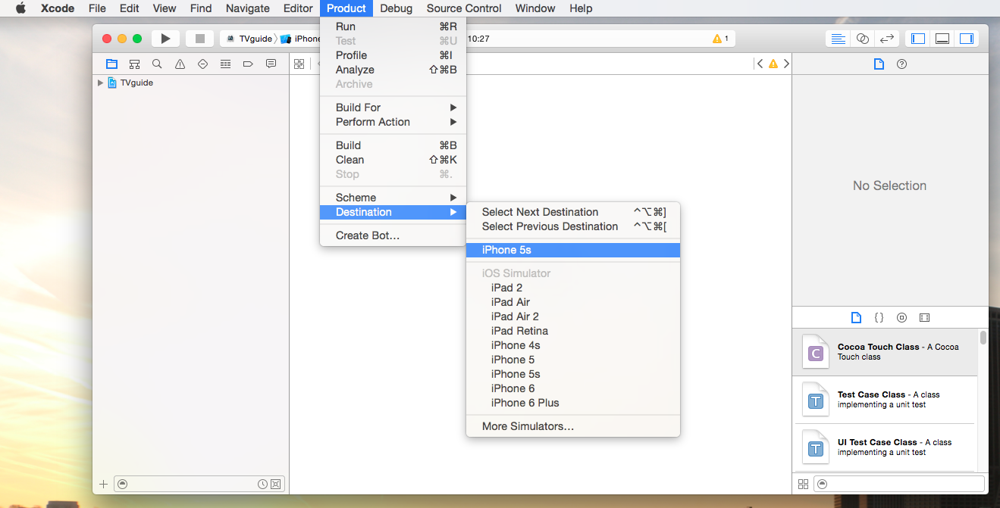 Xcode File Edit View Find Navigate Editor Product Debug Source Control Window Help
TVguide iPhone
10:27
1
TVguide
Run ⌘R
Test ⌘U
Profile ⌘I
Analyze ⇧⌘B
Archive
Build For
Perform Action
Build ⌘B
Clean ⇧⌘K
Stop ⌘.
Scheme
Destination
Create Bot…
Select Next Destination ^⌥⌘]
Select Previous Destination ^⌥⌘[
iPhone 5s
iOS Simulator
iPad 2
iPad Air
iPad Air 2
iPad Retina
iPhone 4s
iPhone 5
iPhone 5s
iPhone 6
iPhone 6 Plus
More Simulators…
No Selection
{ }
C
Cocoa Touch Class - A Cocoa
Touch class
T
Test Case Class - A class
implementing a unit test
T
UI Test Case Class - A class
implementing a unit test